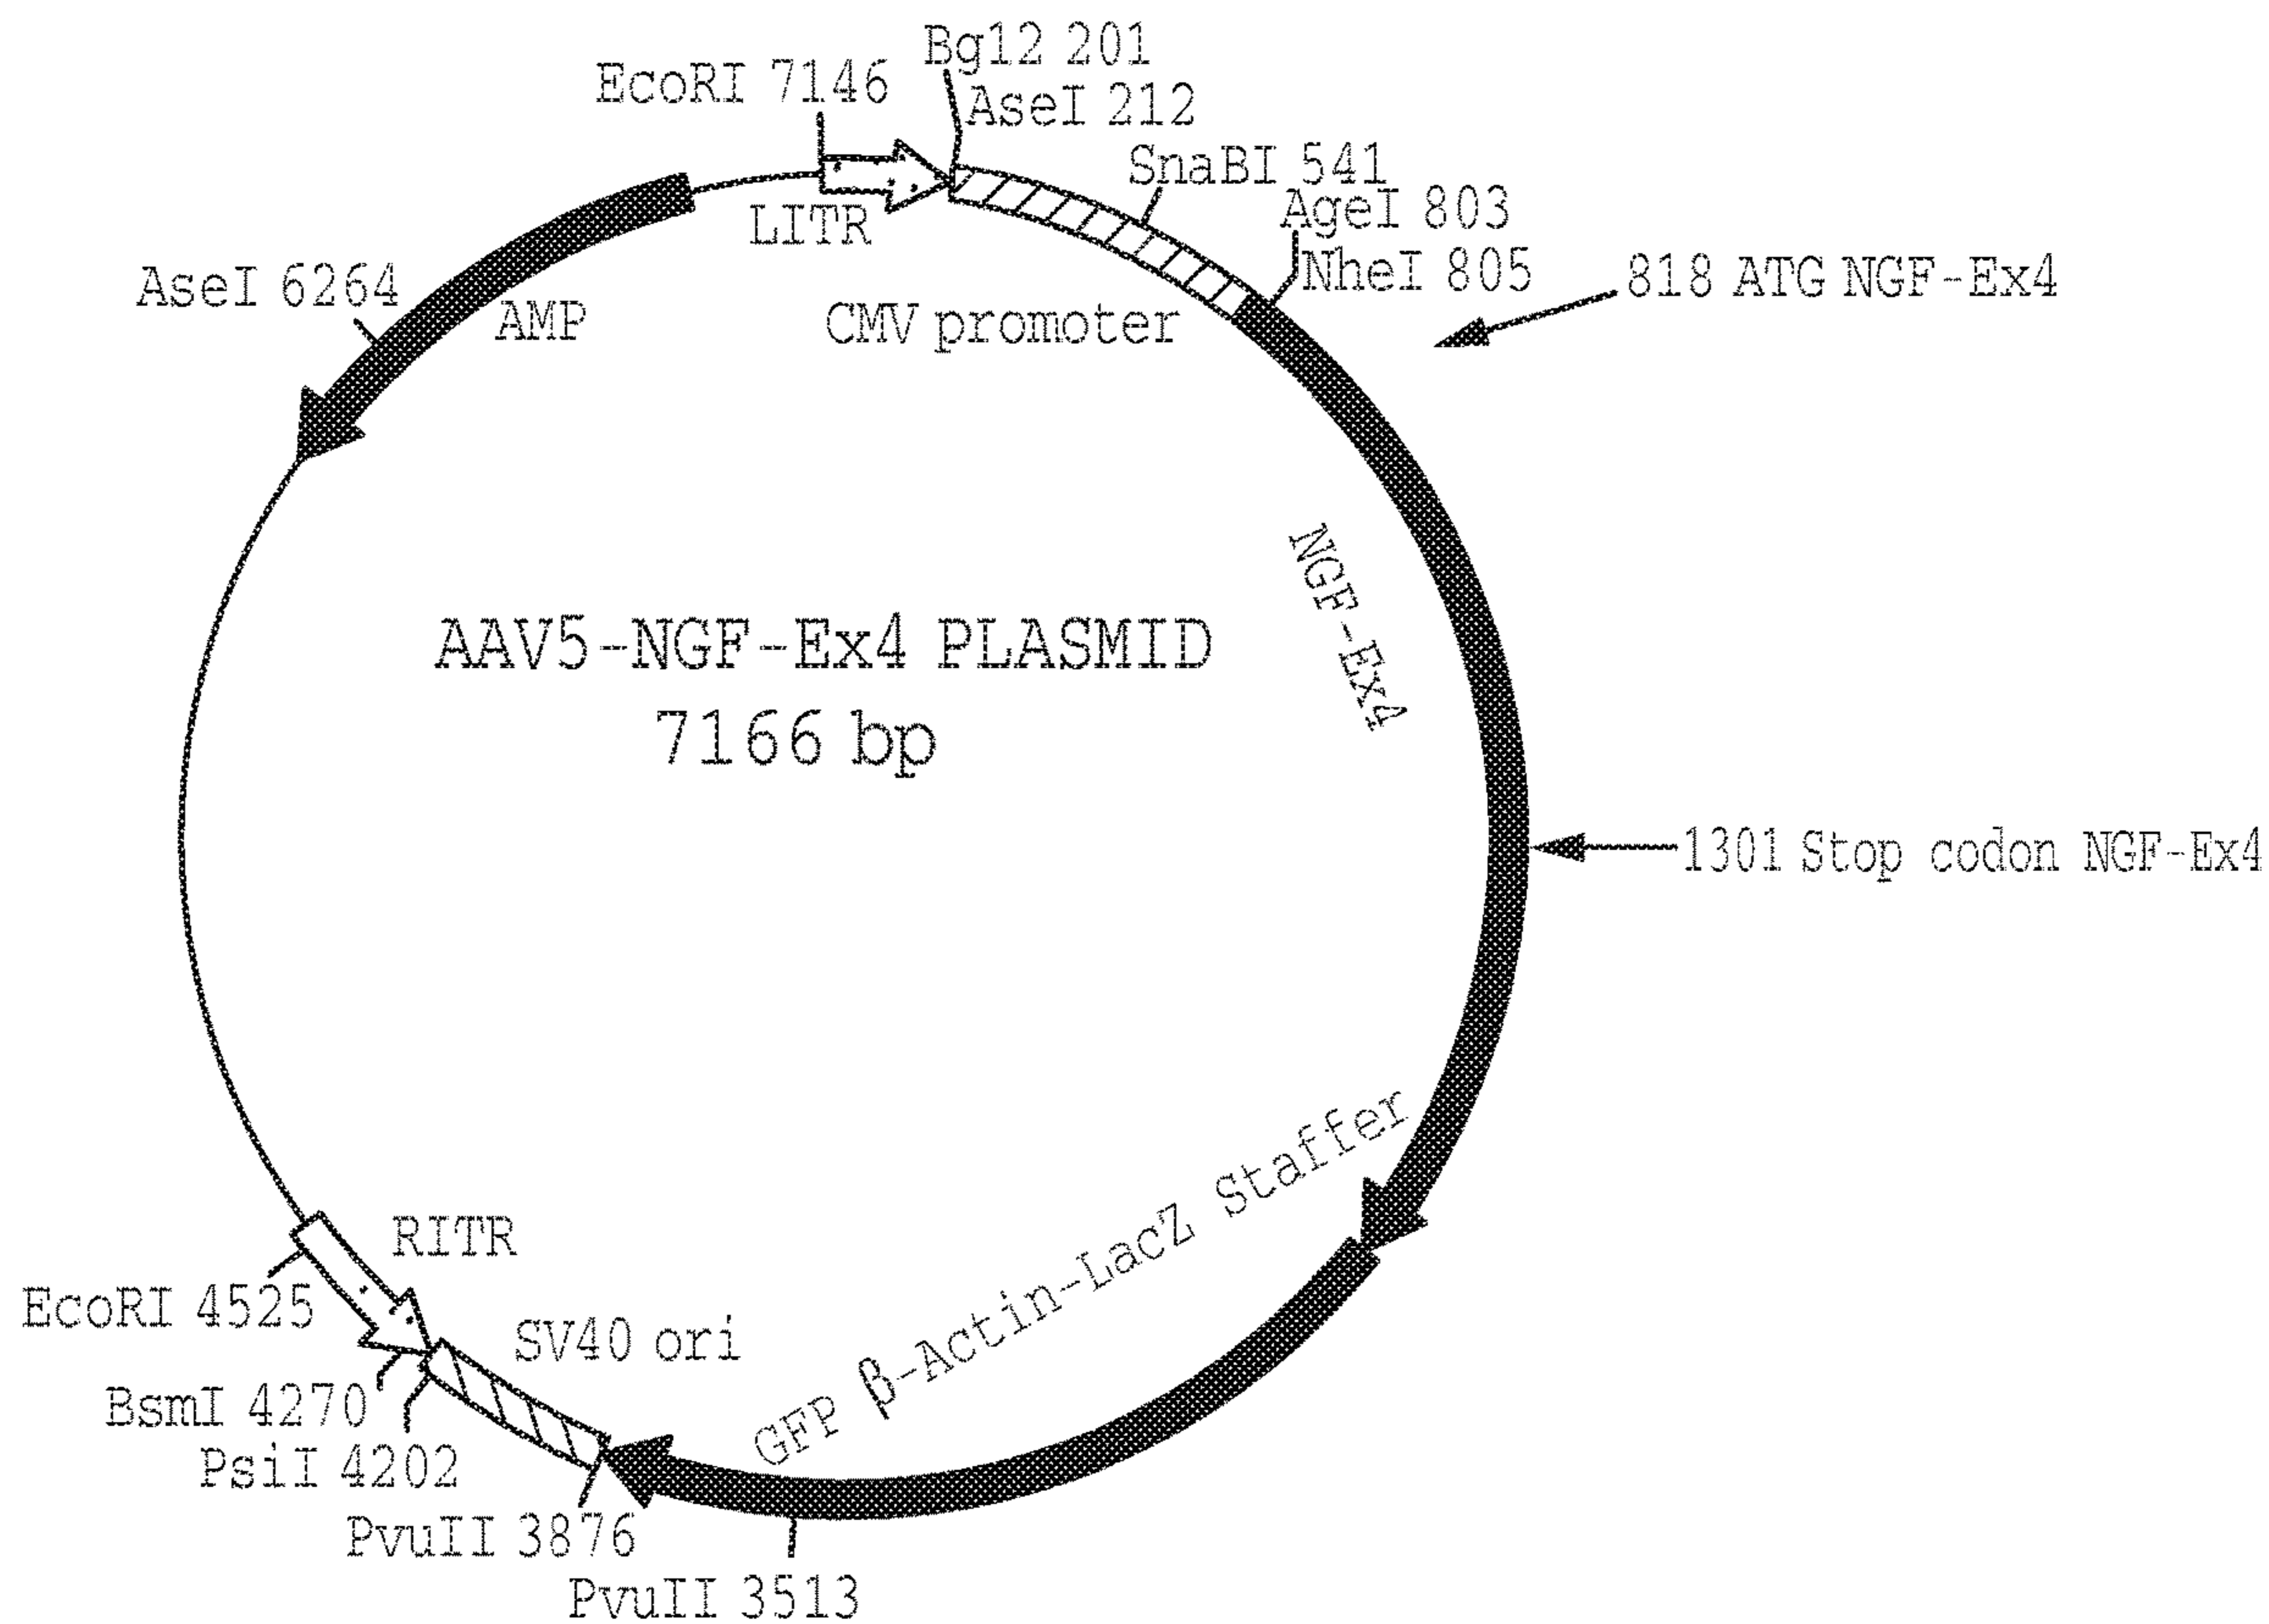 Bg12 201
EcoRI 7146
AseI 212
SnaBI 541
AgeI 803
LITR
NheI 805
818 ATG NGF-Ex4
AseI 6264
AMP
CMV promoter
NGF-Ex4
AAV5-NGF-Ex4 PLASMID
7166 bp
1301 Stop codon NGF-Ex4
GFP β-Actin-LacZ Staffer
RITR
EcoRI 4525
SV40 ori
BsmI 4270
PsiI 4202
PvuII 3876
PvuII 3513